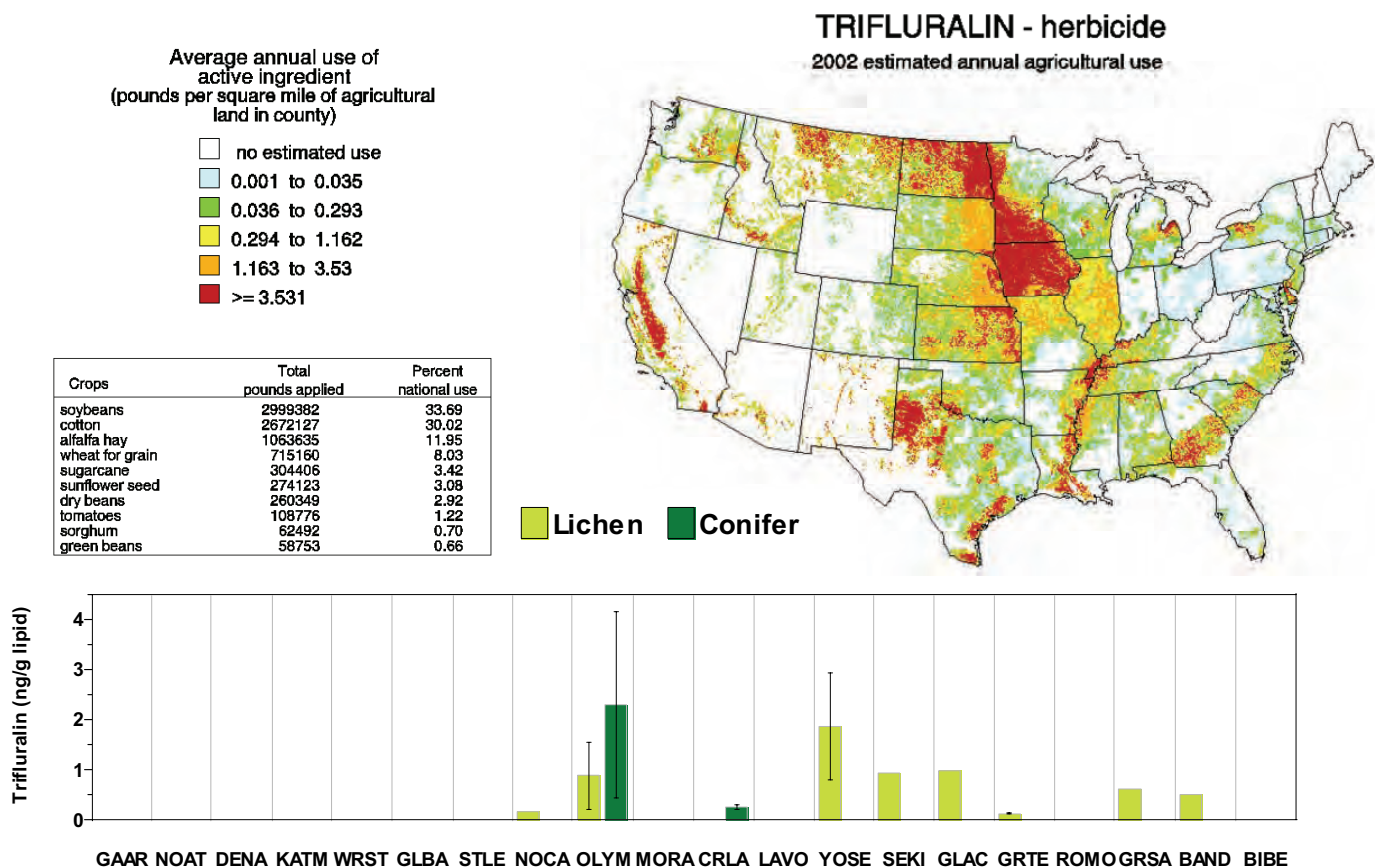 TRIFLURALIN - herbicide
2002 estimated annual agricultural use
Average annual use of
active ingredient
(pounds per square mile of agricultural
land in county)
no estimated use
0.001 to 0.035
0.036 to 0.293
0.294 to 1.162
1.163 to 3.53
>= 3.531
Crops Total pounds applied Percent national use
soybeans 2999382 33.69
cotton 2672127 30.02
alfalfa hay 1063635 11.95
wheat for grain 715160 8.03
sugarcane 304406 3.42
sunflower seed 274123 3.08
dry beans 260349 2.92
tomatoes 108776 1.22
sorghum 62492 0.70
green beans 58753 0.66
Lichen Conifer
Trifluralin (ng/g lipid)
4
3
2
1
0
GAAR NOAT DENA KATM WRST GLBA STLE NOCA OLYM MORA CRLA LAVO YOSE SEKI GLAC GRTE ROMO GRSA BAND BIBE